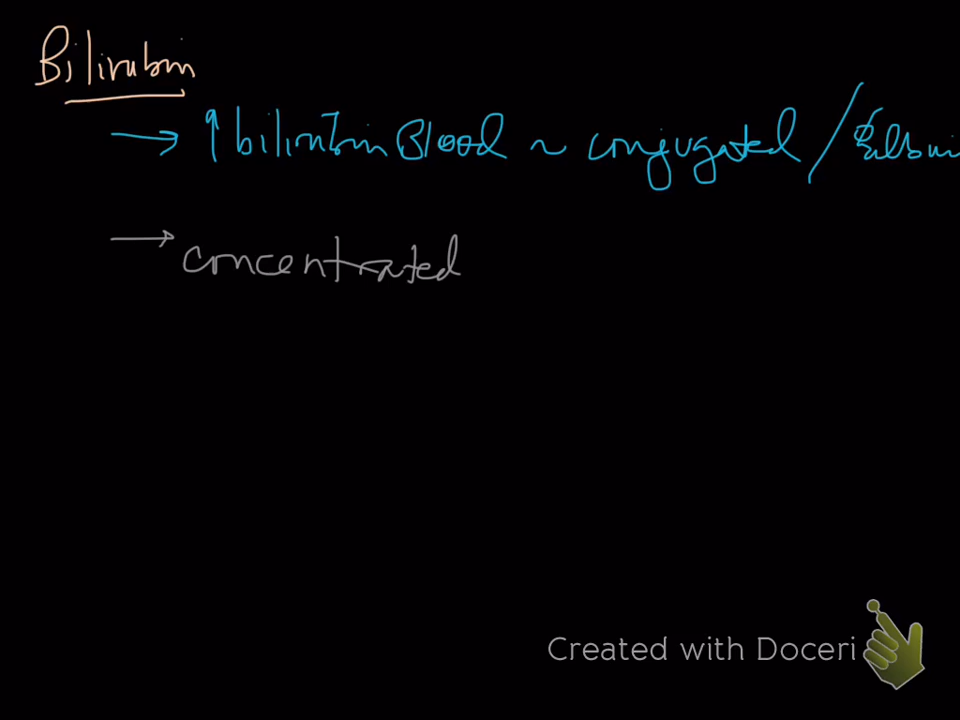 Bilirubin
→ ↑ bilirubin Blood ~ conjugated /
→ concentrated
Created with Doceri